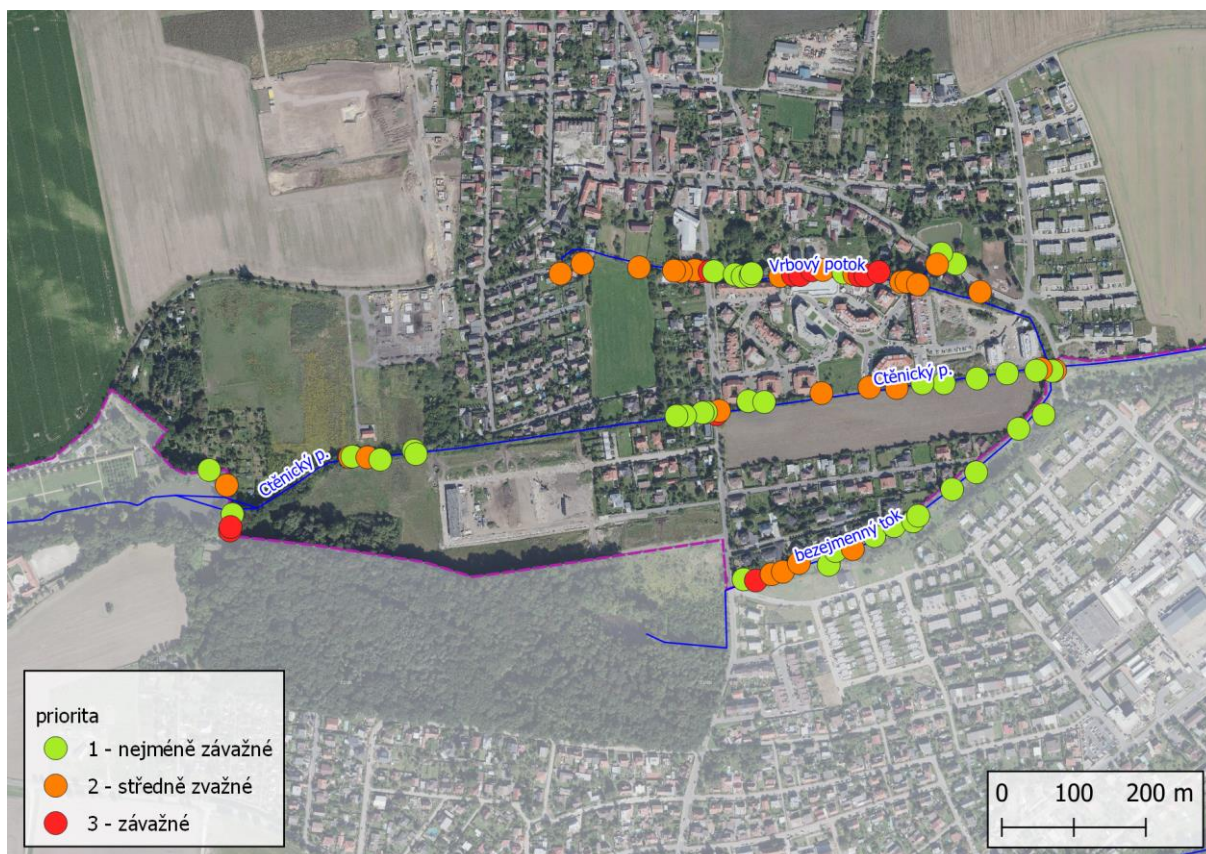 Vrbový potok
Ctěnický p.
Ctěnický p.
bezejmenný tok
priorita
1 - nejméně závažné
2 - středně zvažné
3 - závažné
0 100 200 m